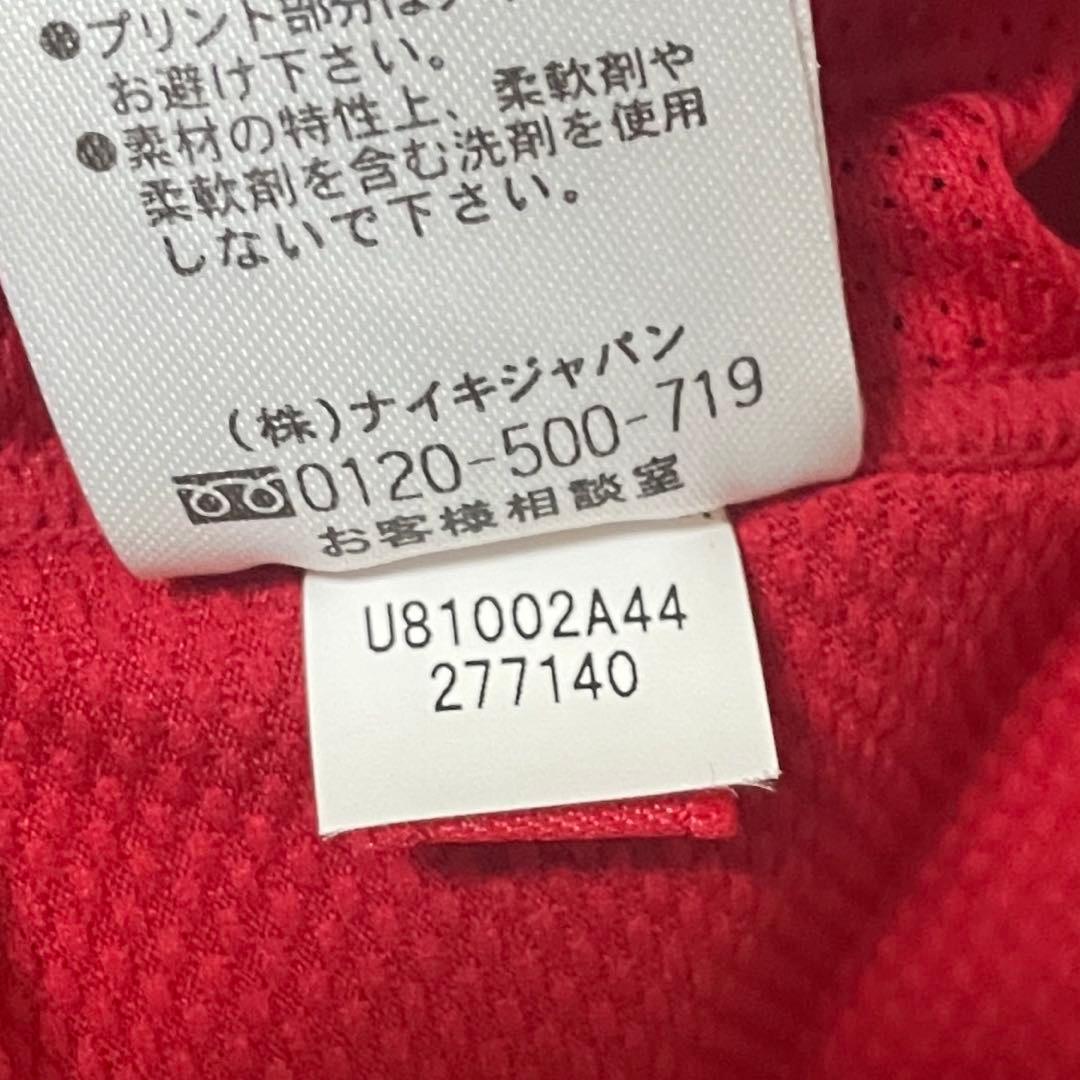 ●プリント部分は
お避け下さい。
●素材の特性上、柔軟剤や
柔軟剤を含む洗剤を使用
しないで下さい。
(株)ナイキジャパン
0120-500-719
お客様相談室
U81002A44
277140